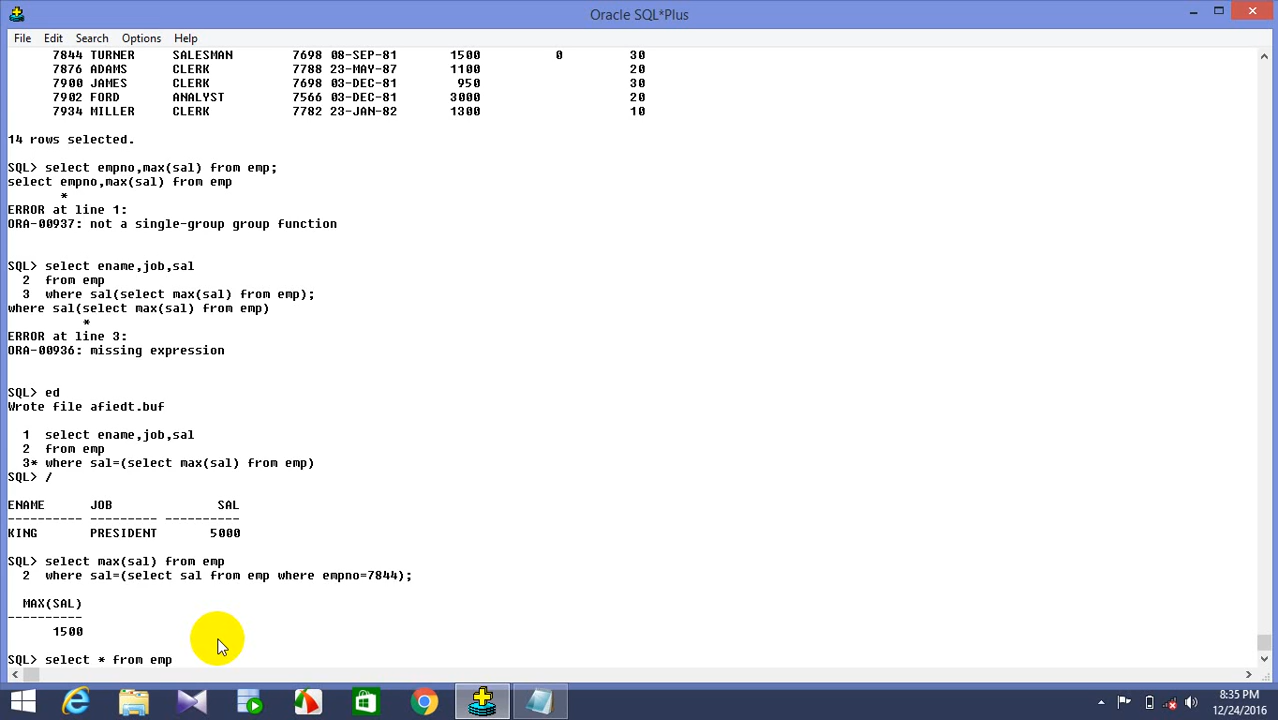 Oracle SQL*Plus
File Edit Search Options Help
7844 TURNER SALESMAN 7698 08-SEP-81 1500 0 30
7876 ADAMS CLERK 7788 23-MAY-87 1100 20
7900 JAMES CLERK 7698 03-DEC-81 950 30
7902 FORD ANALYST 7566 03-DEC-81 3000 20
7934 MILLER CLERK 7782 23-JAN-82 1300 10
14 rows selected.
SQL> select empno,max(sal) from emp;
select empno,max(sal) from emp
*
ERROR at line 1:
ORA-00937: not a single-group group function
SQL> select ename,job,sal
2 from emp
3 where sal(select max(sal) from emp);
where sal(select max(sal) from emp)
*
ERROR at line 3:
ORA-00936: missing expression
SQL> ed
Wrote file afiedt.buf
1 select ename,job,sal
2 from emp
3* where sal=(select max(sal) from emp)
SQL> /
ENAME JOB SAL
---------- --------- ----------
KING PRESIDENT 5000
SQL> select max(sal) from emp
2 where sal=(select sal from emp where empno=7844);
MAX(SAL)
----------
1500
SQL> select * from emp
8:35 PM
12/24/2016